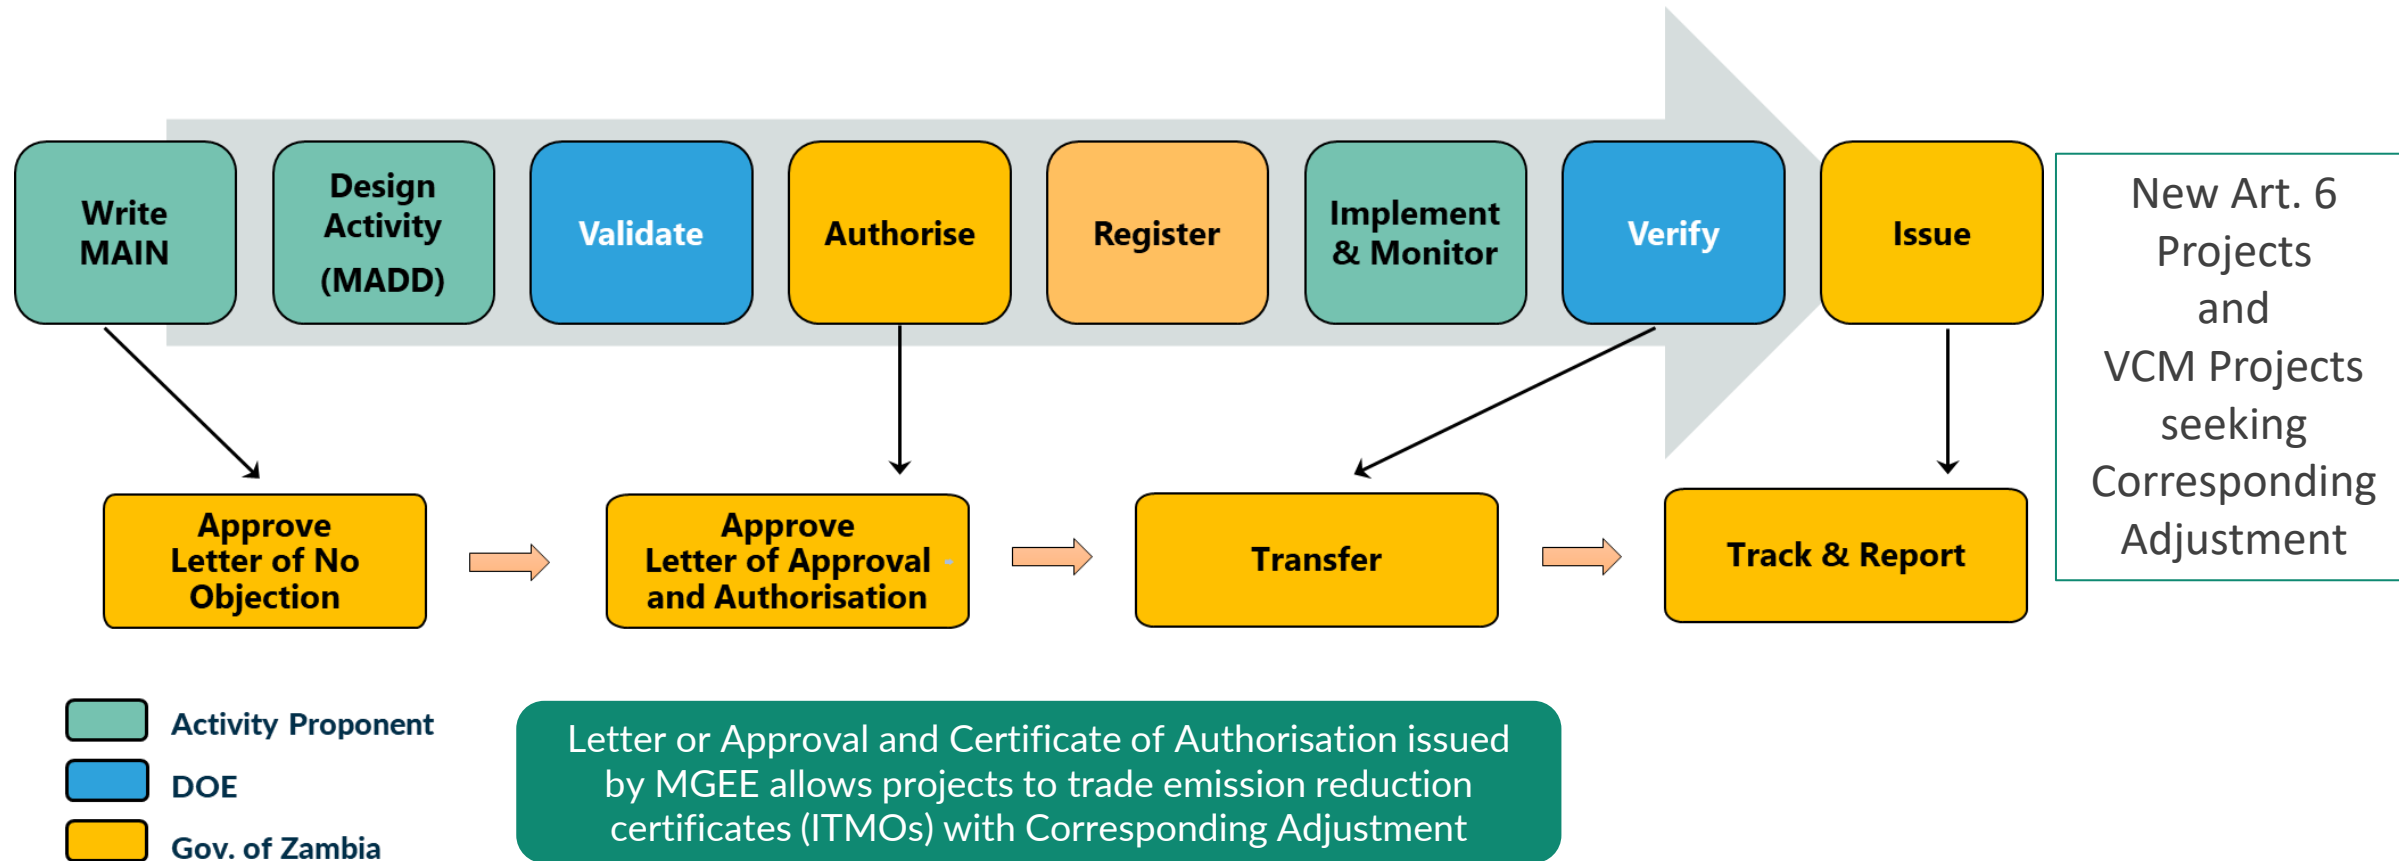 Write
MAIN
Design
Activity
(MADD)
Validate
Authorise
Register
Implement
& Monitor
Verify
Issue
New Art. 6
Projects
and
VCM Projects
seeking
Corresponding
Adjustment
Approve
Letter of No
Objection
Approve
Letter of Approval
and Authorisation
Transfer
Track & Report
Activity Proponent
DOE
Gov. of Zambia
Letter or Approval and Certificate of Authorisation issued
by MGEE allows projects to trade emission reduction
certificates (ITMOs) with Corresponding Adjustment